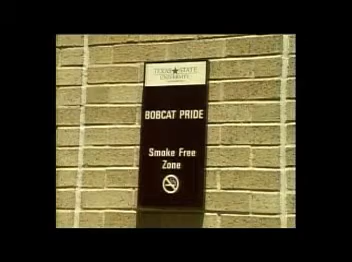 TEXAS★STATE
UNIVERSITY
BOBCAT PRIDE
Smoke Free
Zone